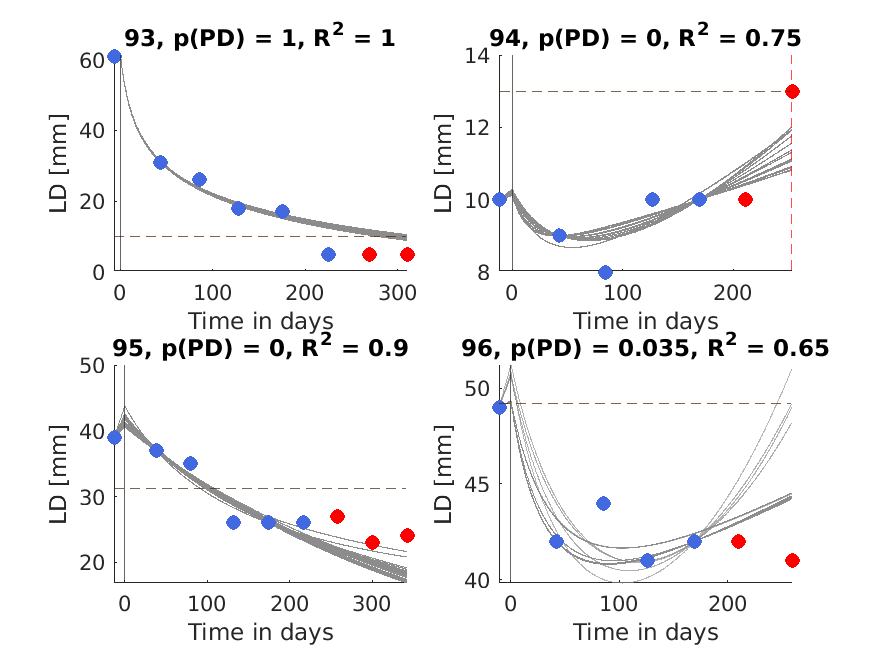 93, p(PD) = 1, R² = 1
60
40
20
0
LD [mm]
0 100 200 300
Time in days
94, p(PD) = 0, R² = 0.75
14
12
10
8
LD [mm]
0 100 200
Time in days
95, p(PD) = 0, R² = 0.9
50
40
30
20
LD [mm]
0 100 200 300
Time in days
96, p(PD) = 0.035, R² = 0.65
50
45
40
LD [mm]
0 100 200
Time in days